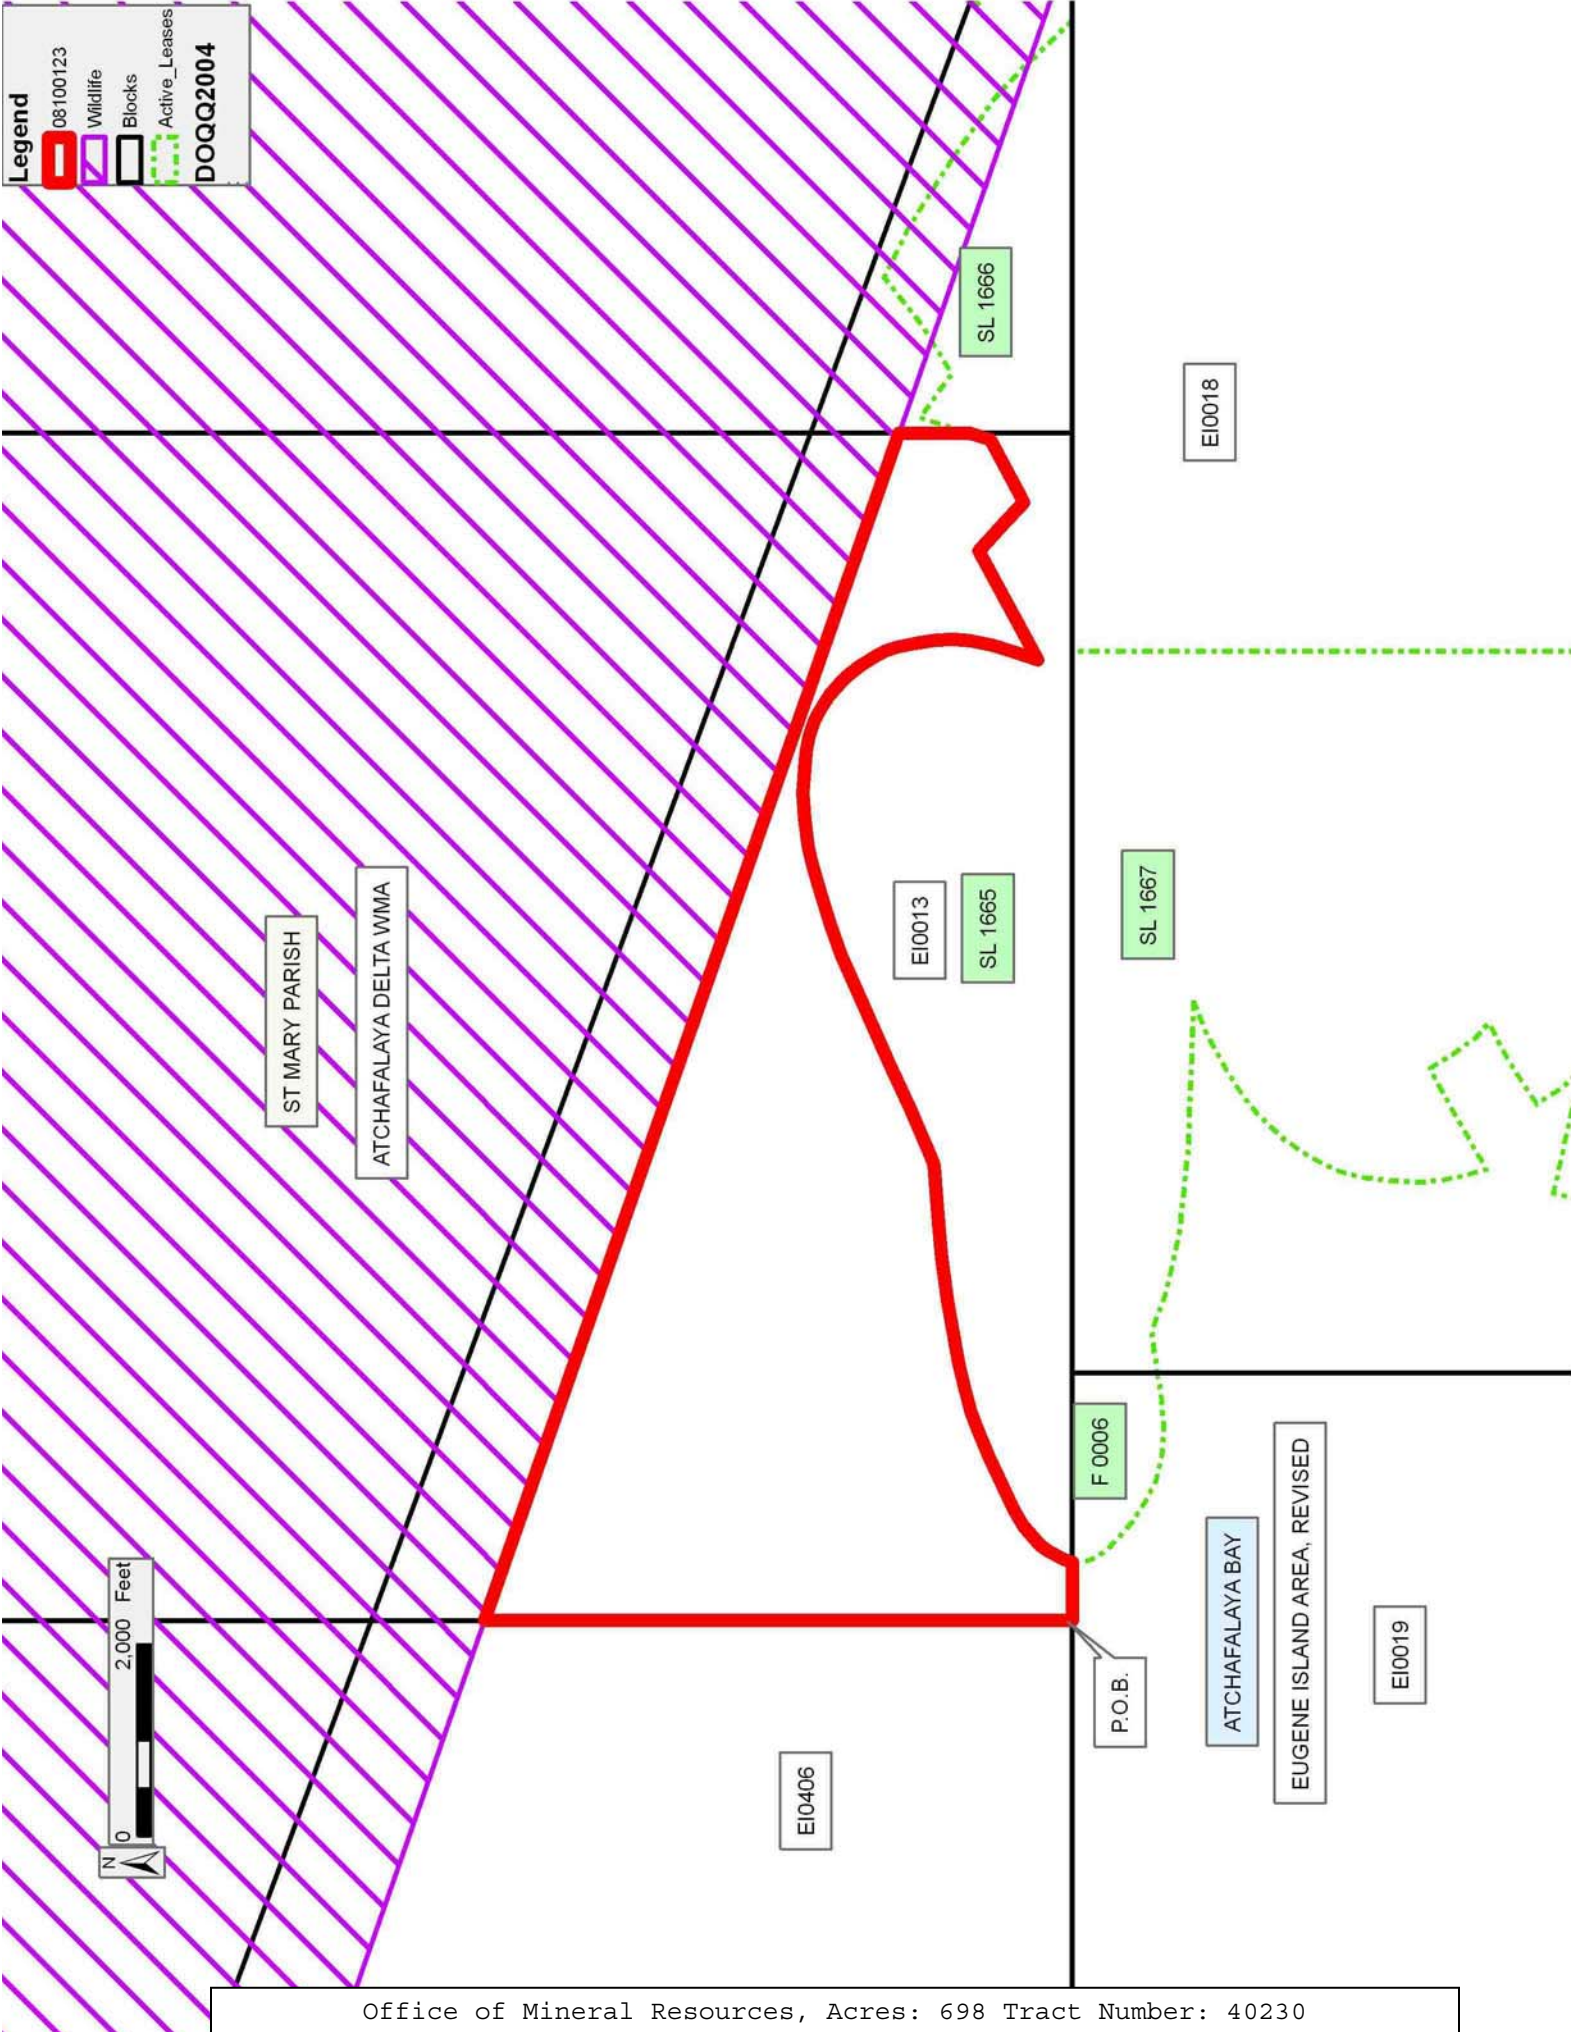 Legend
08100123
Wildlife
Blocks
Active_Leases
DOQQ2004
N
0
2,000
Feet
ST MARY PARISH
ATCHAFALAYA DELTA WMA
SL 1666
EI0018
EI0013
SL 1665
SL 1667
F 0006
P.O.B.
ATCHAFALAYA BAY
EUGENE ISLAND AREA, REVISED
EI0019
EI0406
Office of Mineral Resources, Acres: 698 Tract Number: 40230